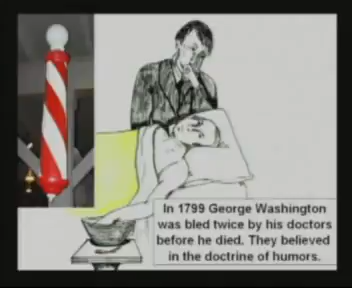 In 1799 George Washington
was bled twice by his doctors
before he died. They believed
in the doctrine of humors.